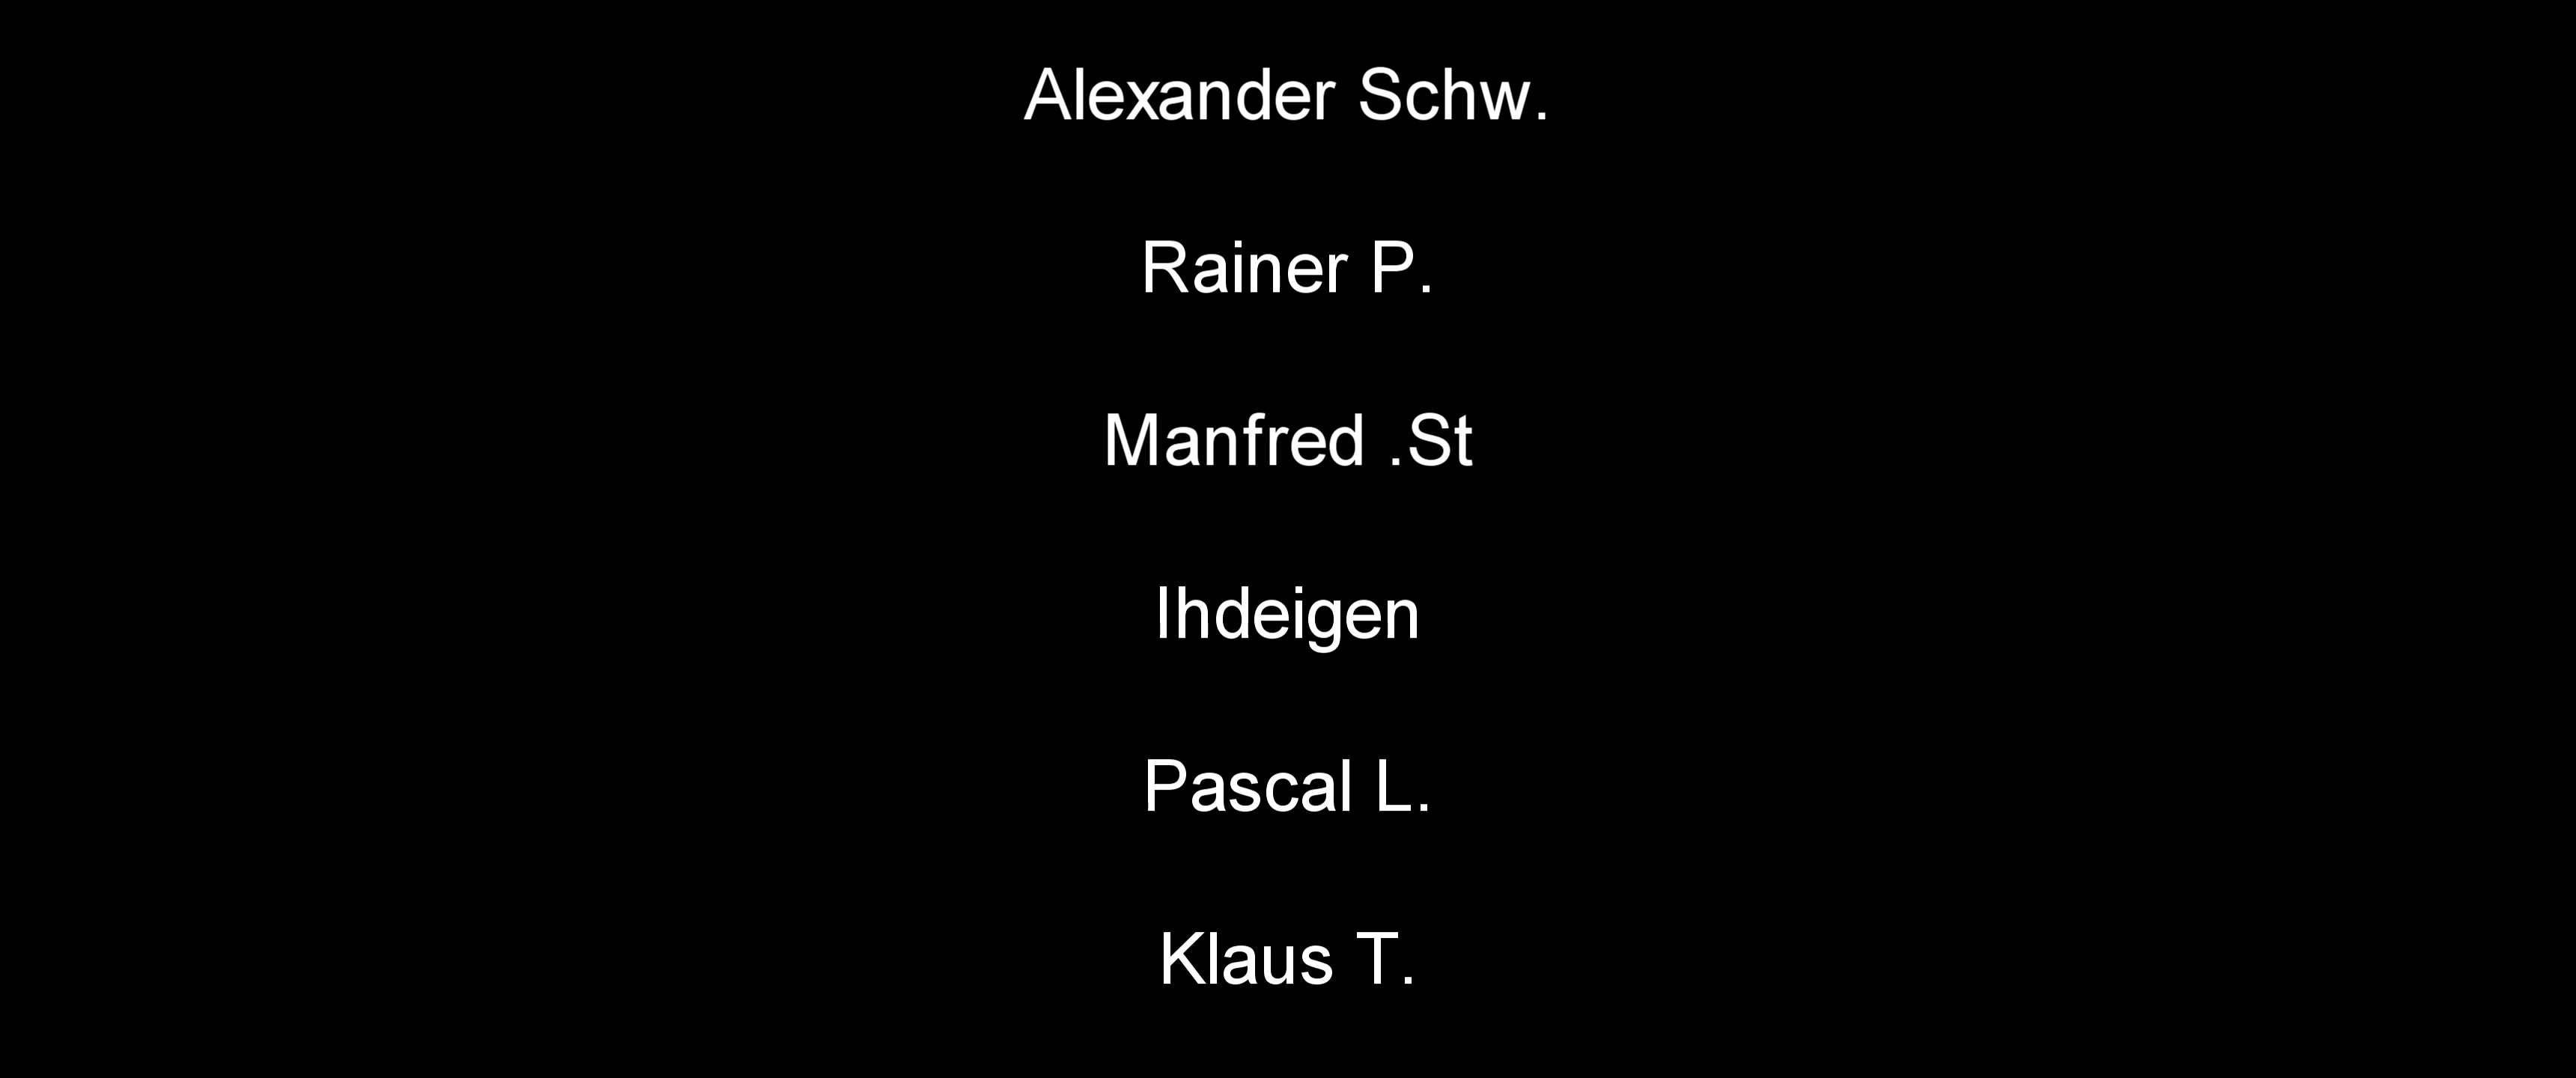 Alexander Schw.
Rainer P.
Manfred .St
Ihdeigen
Pascal L.
Klaus T.